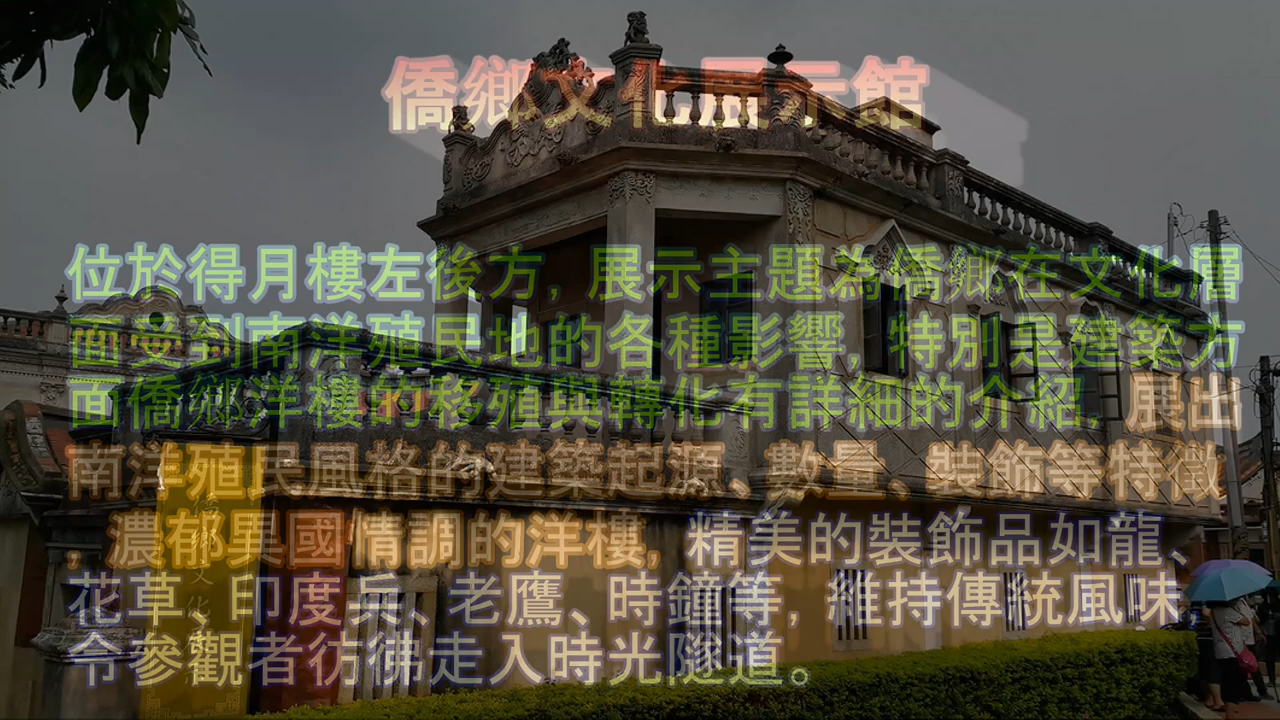 僑鄉文化展示館
位於得月樓左後方, 展示主題為僑鄉在文化層
面受到南洋殖民地的各種影響, 特別是建築方
面僑鄉洋樓的移殖與轉化有詳細的介紹. 展出
南洋殖民風格的建築起源、數量、裝飾等特徵
, 濃郁異國情調的洋樓, 精美的裝飾品如龍、
花草、印度兵、老鷹、時鐘等, 維持傳統風味
令參觀者彷彿走入時光隧道。
鄉
文
化